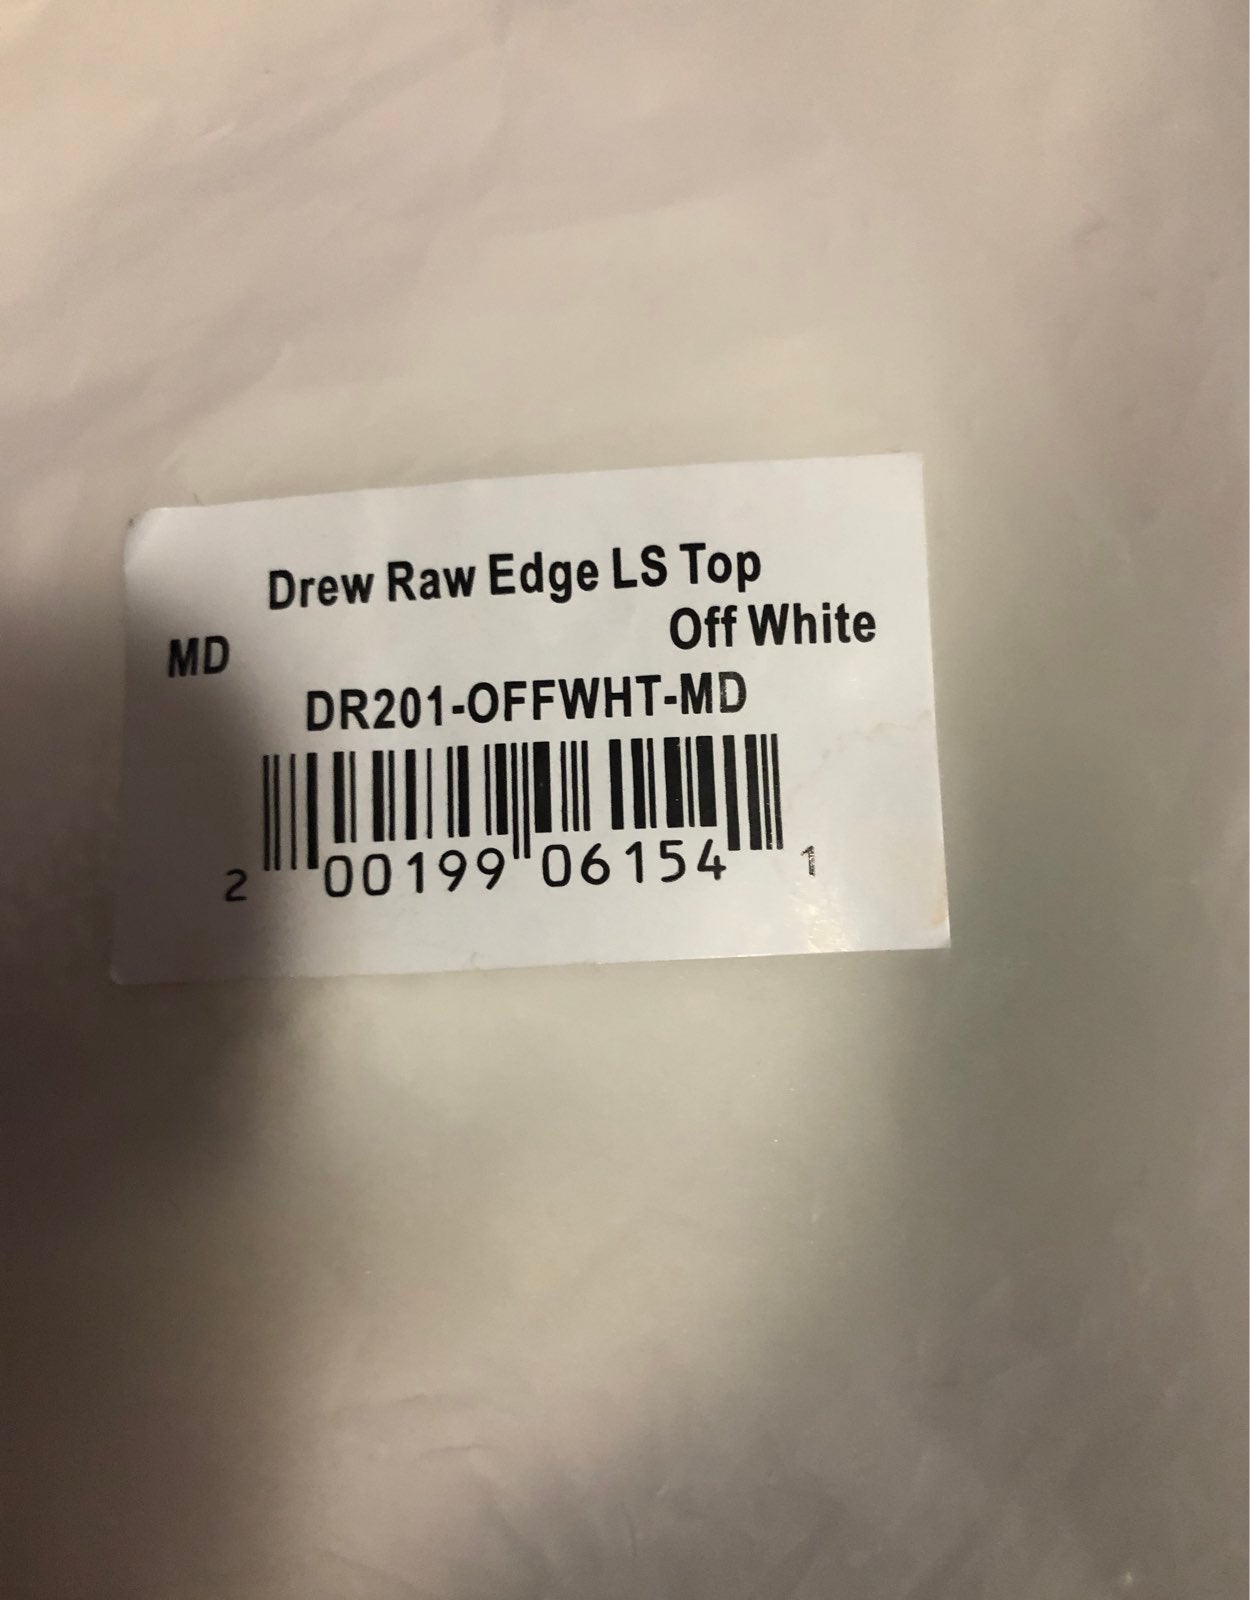 Drew Raw Edge LS Top
MD Off White
DR201-OFFWHT-MD
2 00199 06154 1